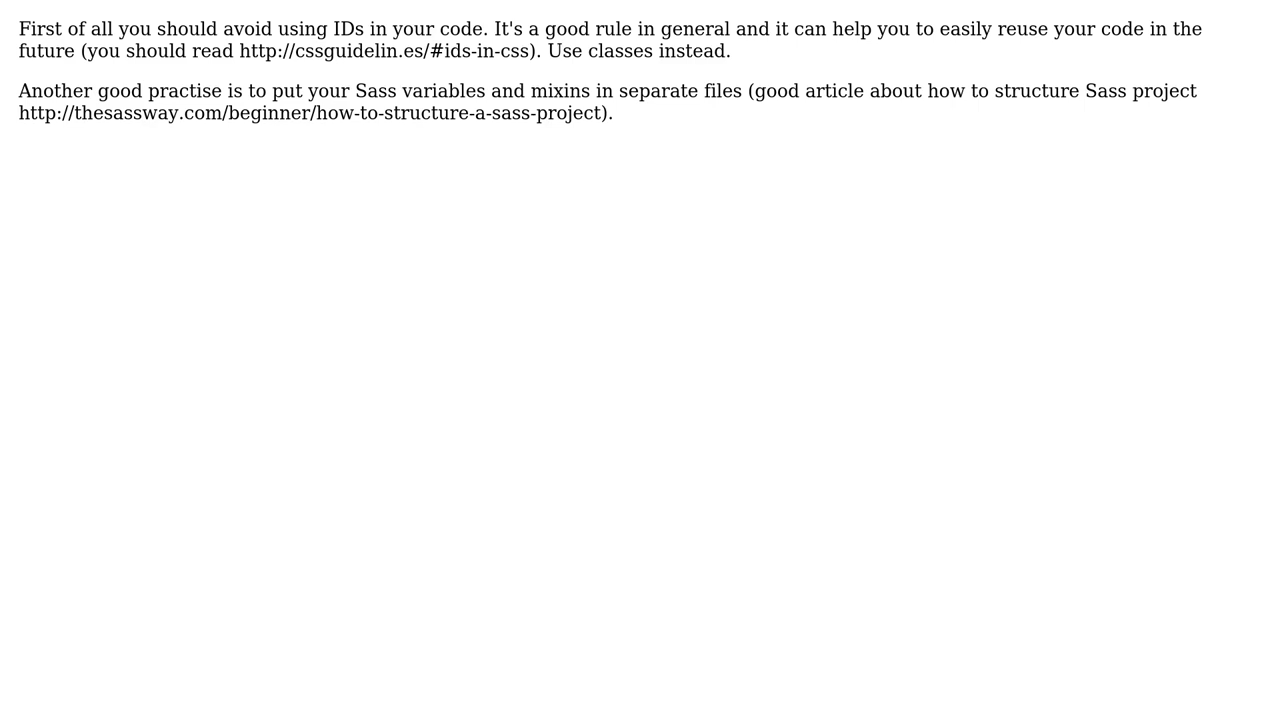 First of all you should avoid using IDs in your code. It's a good rule in general and it can help you to easily reuse your code in the
future (you should read http://cssguidelin.es/#ids-in-css). Use classes instead.
Another good practise is to put your Sass variables and mixins in separate files (good article about how to structure Sass project
http://thesassway.com/beginner/how-to-structure-a-sass-project).